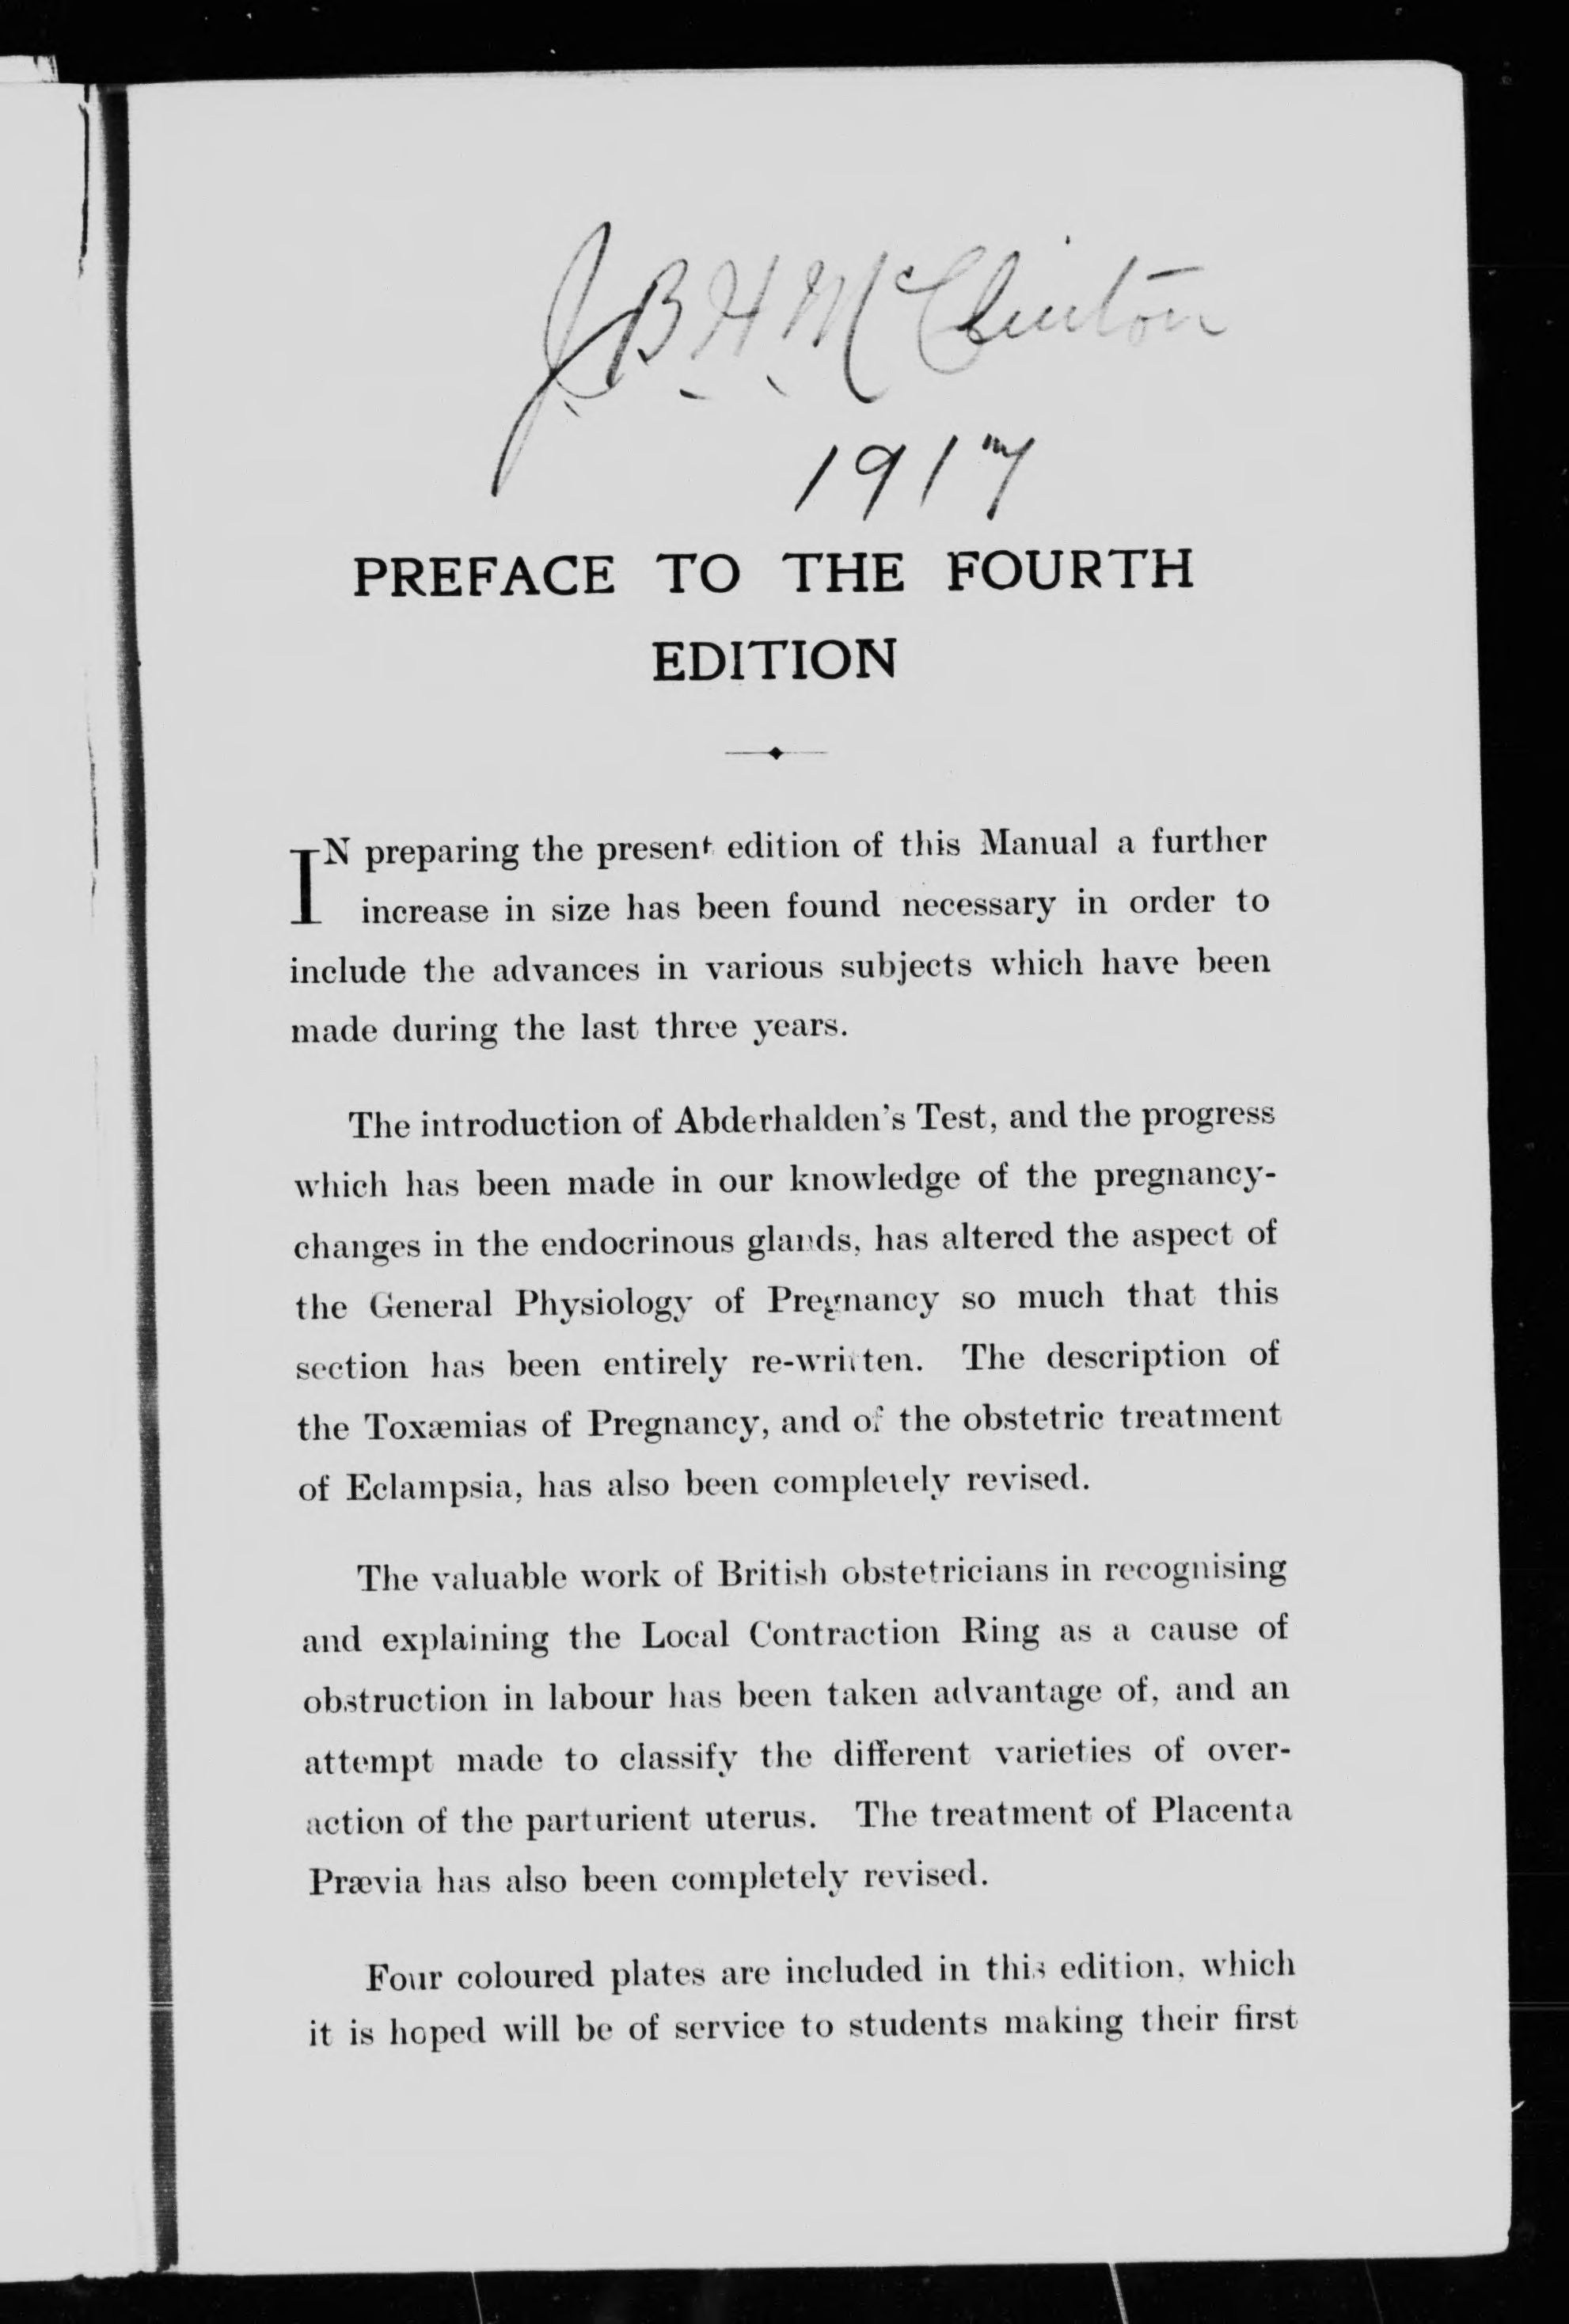 J. B. H. McClinton
1917
PREFACE TO THE FOURTH
EDITION
IN preparing the present edition of this Manual a further
increase in size has been found necessary in order to
include the advances in various subjects which have been
made during the last three years.
The introduction of Abderhalden's Test, and the progress
which has been made in our knowledge of the pregnancy-
changes in the endocrinous glands, has altered the aspect of
the General Physiology of Pregnancy so much that this
section has been entirely re-written. The description of
the Toxæmias of Pregnancy, and of the obstetric treatment
of Eclampsia, has also been completely revised.
The valuable work of British obstetricians in recognising
and explaining the Local Contraction Ring as a cause of
obstruction in labour has been taken advantage of, and an
attempt made to classify the different varieties of over-
action of the parturient uterus. The treatment of Placenta
Prævia has also been completely revised.
Four coloured plates are included in this edition, which
it is hoped will be of service to students making their first